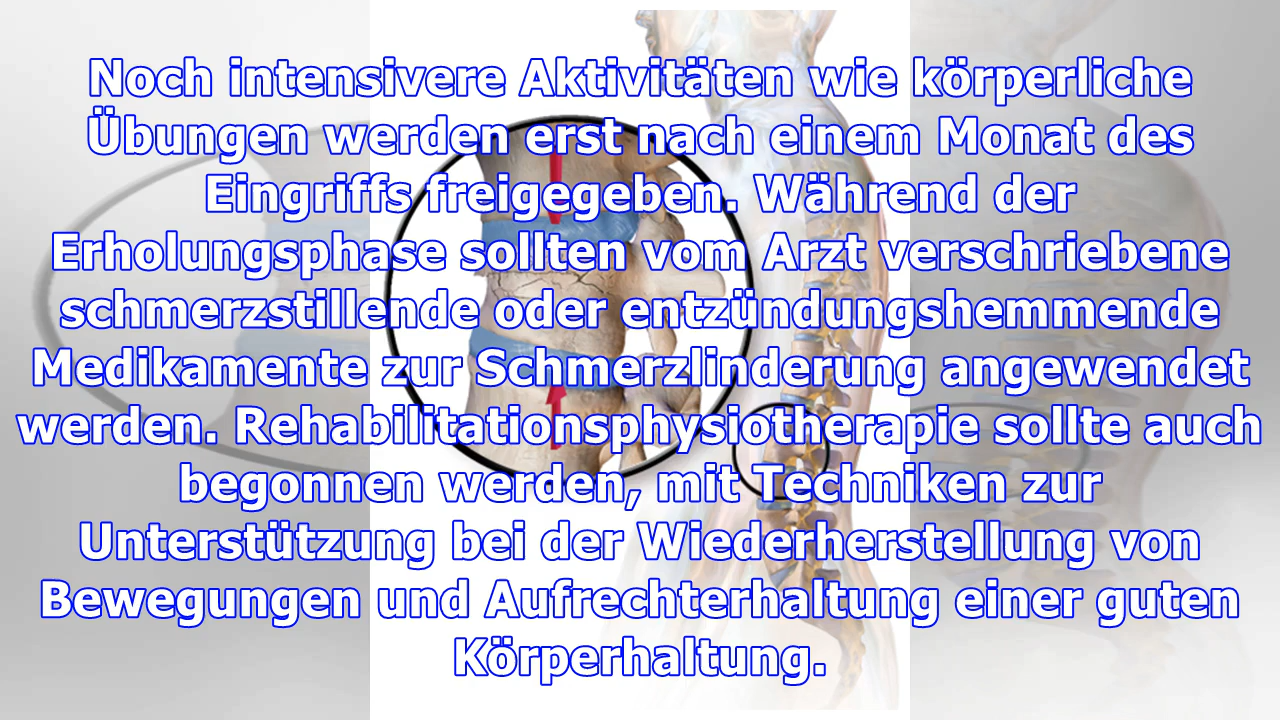 Noch intensivere Aktivitäten wie körperliche
Übungen werden erst nach einem Monat des
Eingriffs freigegeben. Während der
Erholungsphase sollten vom Arzt verschriebene
schmerzstillende oder entzündungshemmende
Medikamente zur Schmerzlinderung angewendet
werden. Rehabilitationsphysiotherapie sollte auch
begonnen werden, mit Techniken zur
Unterstützung bei der Wiederherstellung von
Bewegungen und Aufrechterhaltung einer guten
Körperhaltung.